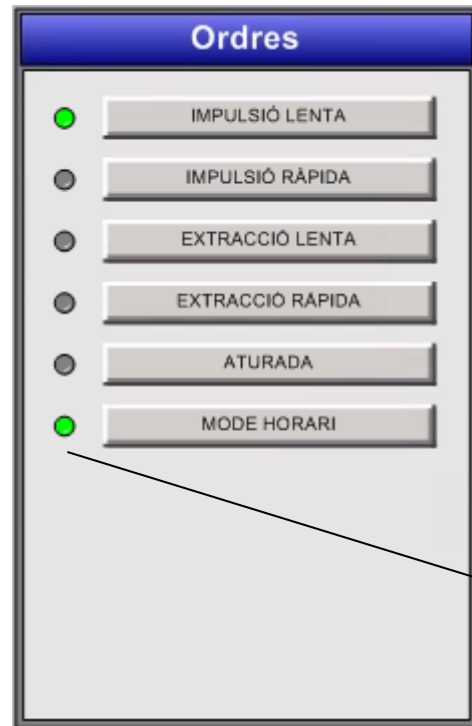 Ordres
IMPULSIÓ LENTA
IMPULSIÓ RÀPIDA
EXTRACCIÓ LENTA
EXTRACCIÓ RÀPIDA
ATURADA
MODE HORARI